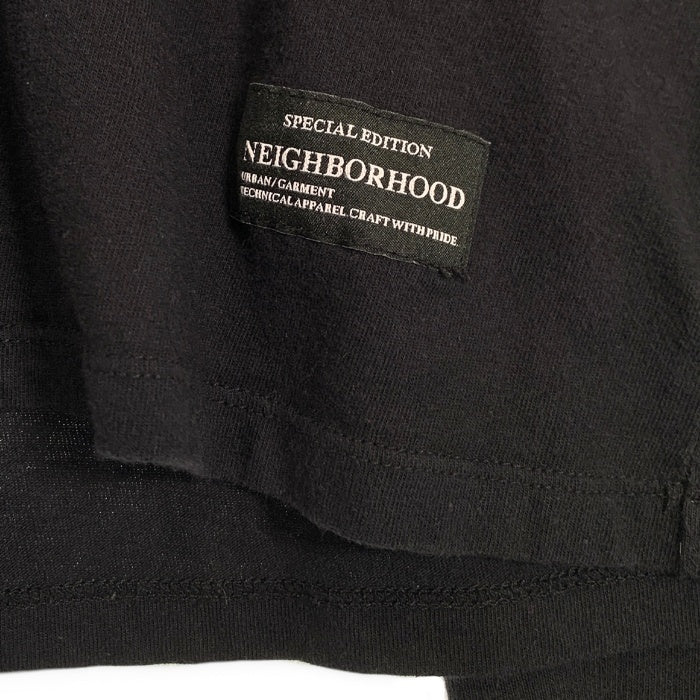 SPECIAL EDITION
NEIGHBORHOOD
URBAN/GARMENT
TECHNICAL APPAREL.CRAFT WITH PRIDE.